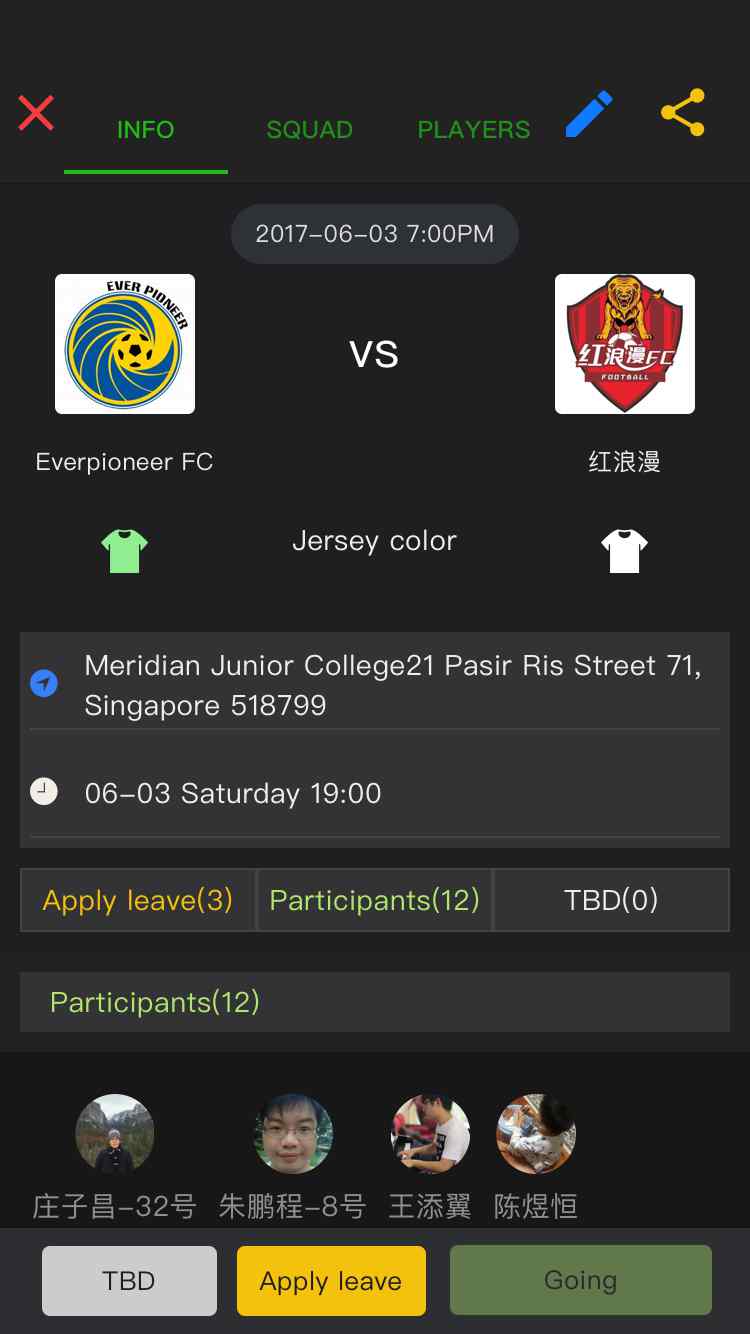 INFO
SQUAD
PLAYERS
2017-06-03 7:00PM
EVER PIONEER
VS
红浪漫FC
FOOTBALL
Everpioneer FC
红浪漫
Jersey color
Meridian Junior College21 Pasir Ris Street 71,
Singapore 518799
06-03 Saturday 19:00
Apply leave(3)
Participants(12)
TBD(0)
Participants(12)
庄子昌-32号
朱鹏程-8号
王添翼
陈煜恒
TBD
Apply leave
Going